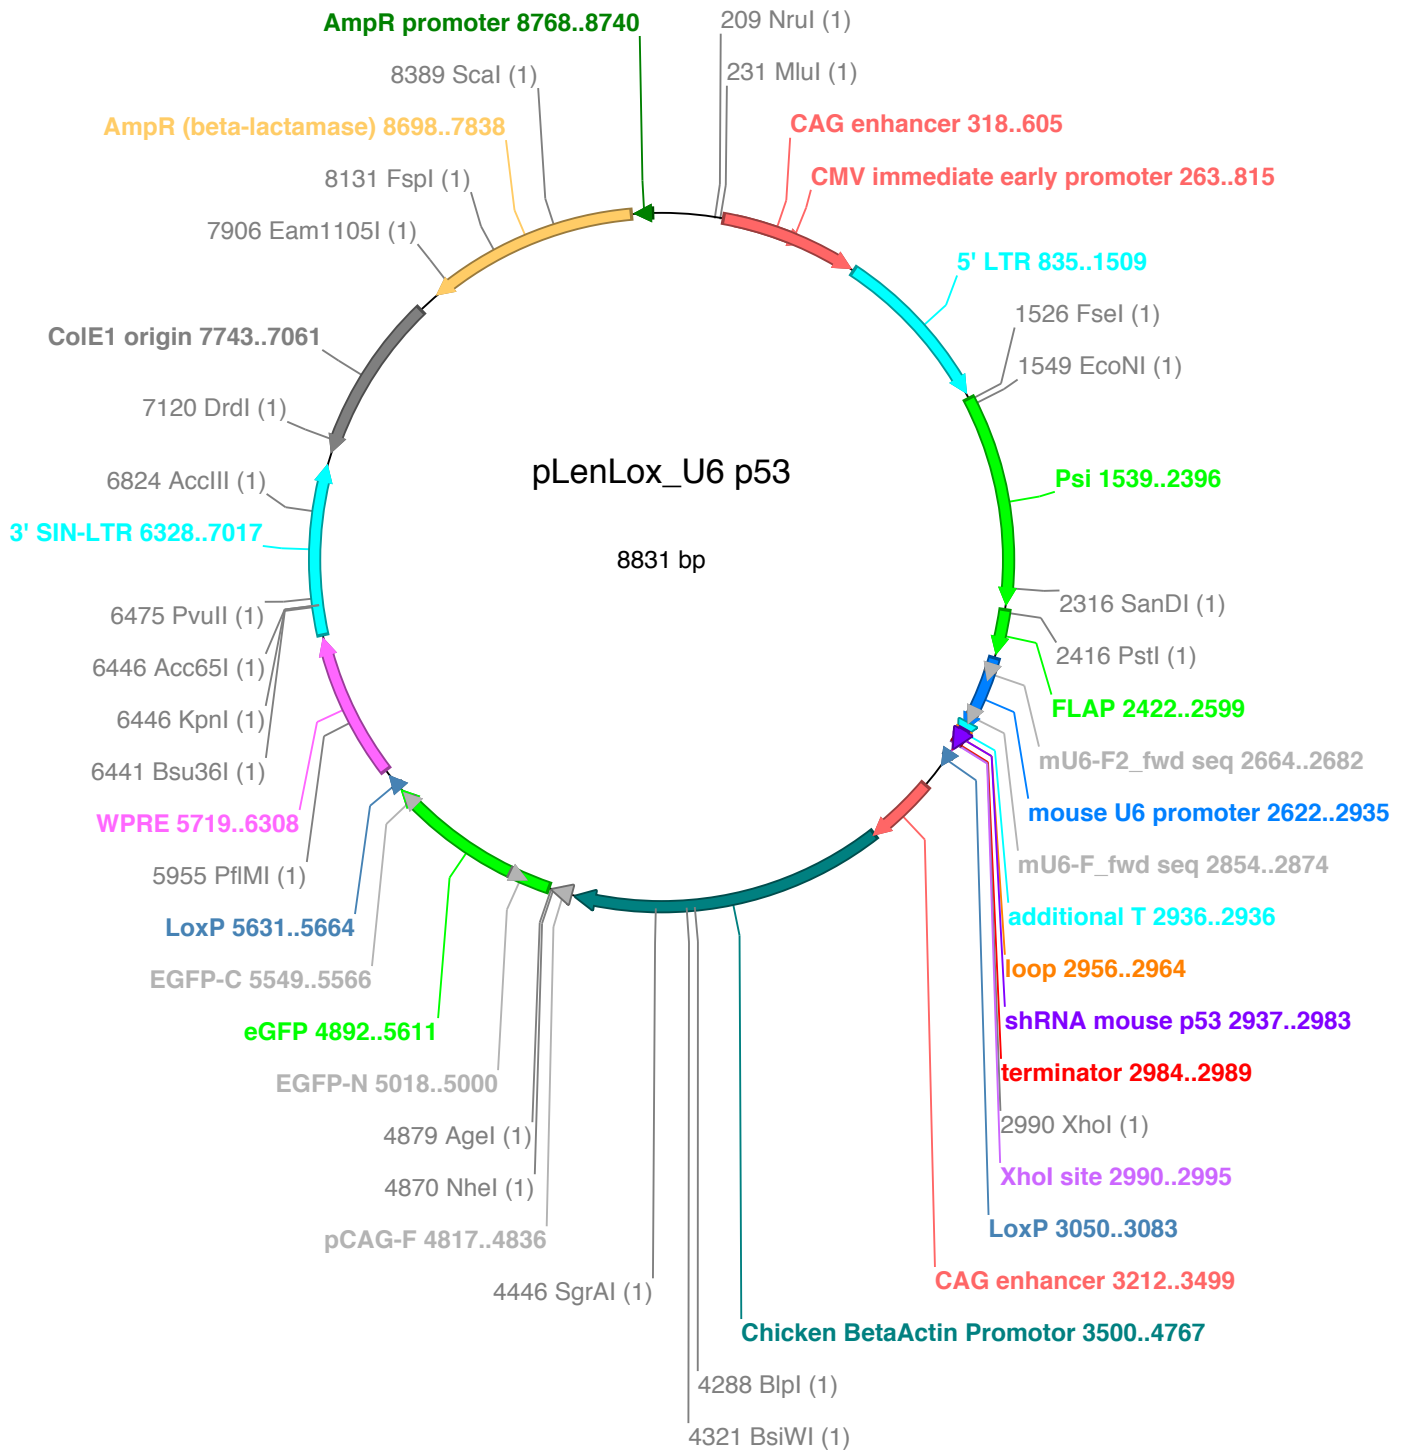 AmpR promoter 8768..8740
209 NruI (1)
8389 ScaI (1)
231 MluI (1)
AmpR (beta-lactamase) 8698..7838
CAG enhancer 318..605
8131 FspI (1)
CMV immediate early promoter 263..815
7906 Eam1105I (1)
5' LTR 835..1509
ColE1 origin 7743..7061
1526 FseI (1)
1549 EcoNI (1)
7120 DrdI (1)
pLenLox_U6 p53
6824 AccIII (1)
Psi 1539..2396
3' SIN-LTR 6328..7017
8831 bp
6475 PvuII (1)
2316 SanDI (1)
6446 Acc65I (1)
2416 PstI (1)
6446 KpnI (1)
FLAP 2422..2599
6441 Bsu36I (1)
mU6-F2_fwd seq 2664..2682
WPRE 5719..6308
mouse U6 promoter 2622..2935
5955 PflMI (1)
mU6-F_fwd seq 2854..2874
LoxP 5631..5664
additional T 2936..2936
EGFP-C 5549..5566
loop 2956..2964
eGFP 4892..5611
shRNA mouse p53 2937..2983
EGFP-N 5018..5000
terminator 2984..2989
4879 AgeI (1)
2990 XhoI (1)
4870 NheI (1)
XhoI site 2990..2995
pCAG-F 4817..4836
LoxP 3050..3083
4446 SgrAI (1)
CAG enhancer 3212..3499
Chicken BetaActin Promotor 3500..4767
4288 BlpI (1)
4321 BsiWI (1)